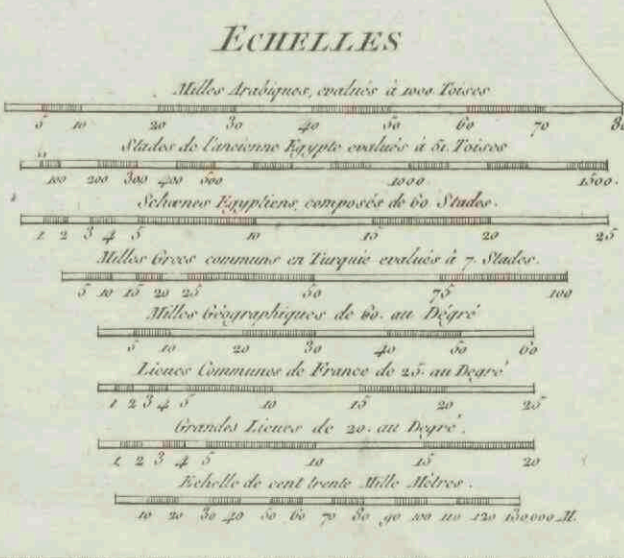 ECHELLES
Milles Arabiques, evalués à 1000 Toises
5 10 20 30 40 50 60 70 80
Stades de l'ancienne Egypte evalués à 51. Toises
100 200 300 400 500 1000 1500.
Schœnes Egyptiens, composés de 60 Stades.
1 2 3 4 5 10 15 20 25
Milles Grecs communs en Turquie evalués à 7. Stades.
5 10 15 20 25 50 75 100
Milles Géographiques de 60. au Dégré
5 10 20 30 40 50 60
Lieues Communes de France de 25. au Degré
1 2 3 4 5 10 15 20 25
Grandes Lieues de 20. au Degré.
1 2 3 4 5 10 15 20
Echelle de cent trente Mille Mètres.
10 20 30 40 50 60 70 80 90 100 110 120 130,000 M.